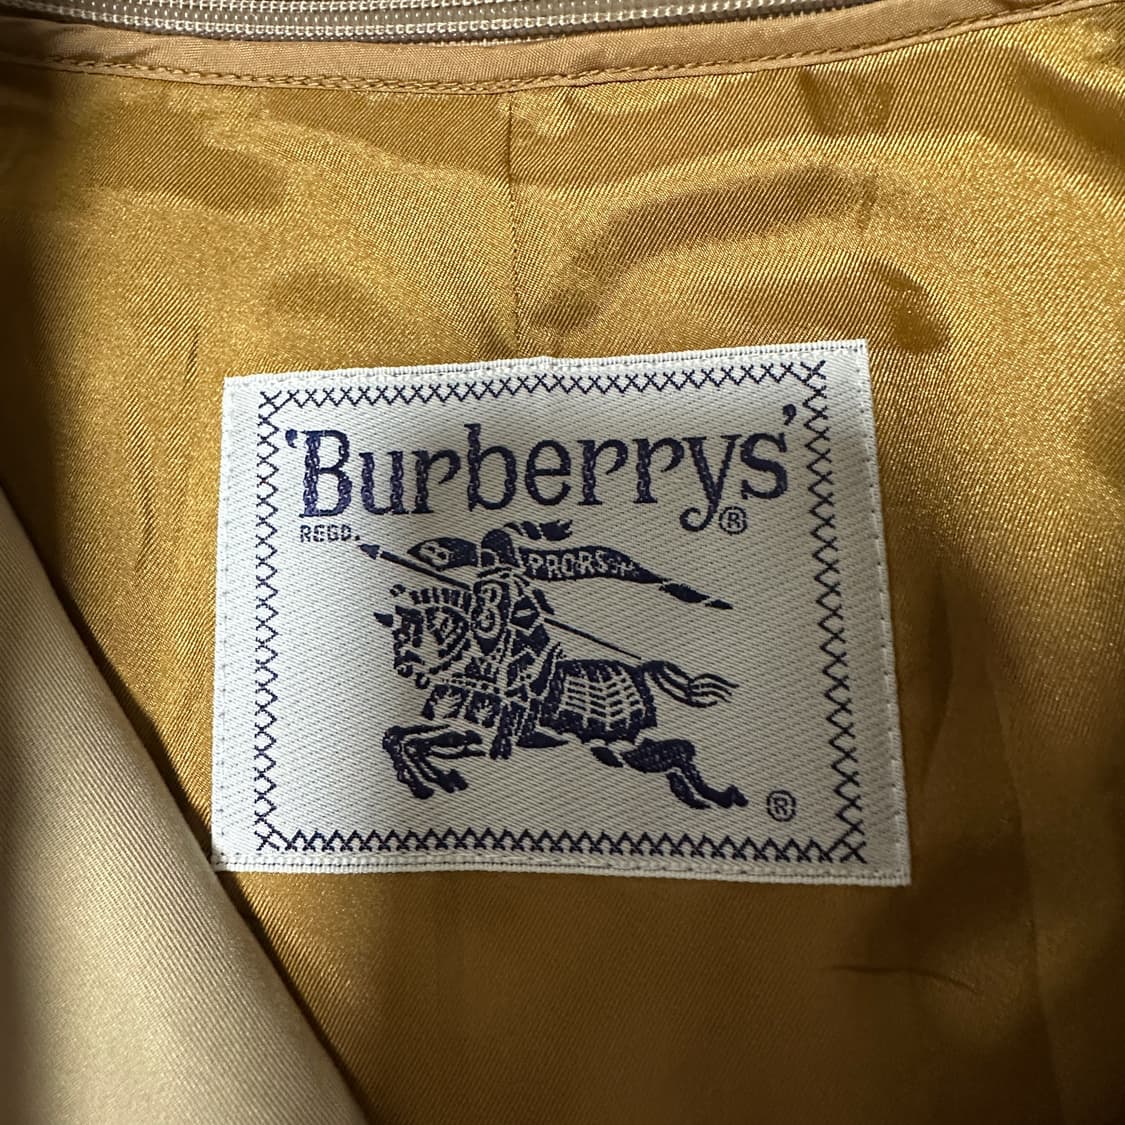 'Burberrys'®
REGD.
B PRORSUM
®